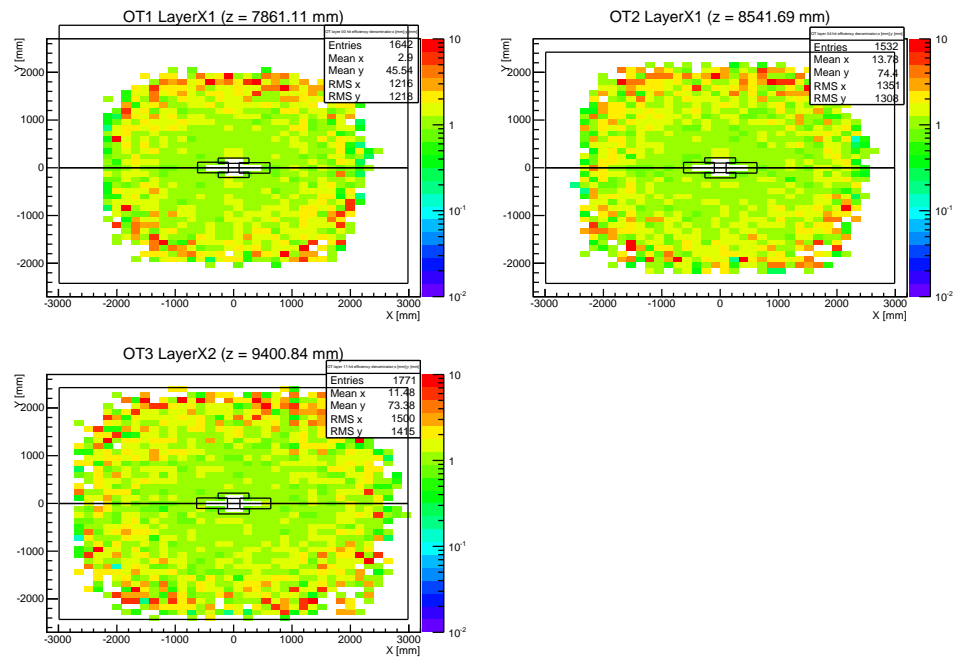 OT1 LayerX1 (z = 7861.11 mm)
Y [mm]
2000
1000
0
-1000
-2000
-3000 -2000 -1000 0 1000 2000 3000
X [mm]
Entries 1642
Mean x 2.9
Mean y 45.54
RMS x 1216
RMS y 1218
10
1
10-1
10-2
OT2 LayerX1 (z = 8541.69 mm)
Y [mm]
2000
1000
0
-1000
-2000
-3000 -2000 -1000 0 1000 2000 3000
X [mm]
Entries 1532
Mean x 13.78
Mean y 74.4
RMS x 1351
RMS y 1308
10
1
10-1
10-2
OT3 LayerX2 (z = 9400.84 mm)
Y [mm]
2000
1000
0
-1000
-2000
-3000 -2000 -1000 0 1000 2000 3000
X [mm]
Entries 1771
Mean x 11.48
Mean y 73.38
RMS x 1500
RMS y 1415
10
1
10-1
10-2